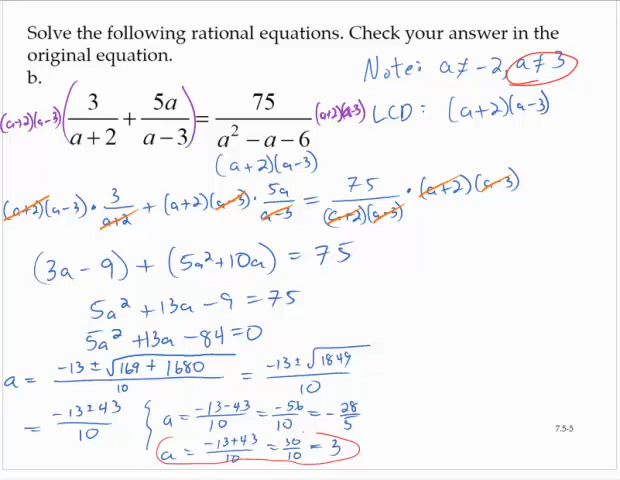 Solve the following rational equations. Check your answer in the
original equation.
Note: a ≠ -2, a ≠ 3
b.
(a+2)(a-3) ( 3/(a + 2) + 5a/(a − 3) ) = 75/(a² − a − 6) (a+2)(a-3)
LCD: (a+2)(a-3)
(a+2)(a-3)
(a+2)(a-3) · 3/(a+2) + (a+2)(a-3) · 5a/(a-3) = 75/((a+2)(a-3)) · (a+2)(a-3)
(3a - 9) + (5a² + 10a) = 75
5a² + 13a - 9 = 75
5a² + 13a - 84 = 0
a = (-13 ± √(169 + 1680))/10 = (-13 ± √1849)/10
= (-13 ± 43)/10 { a = (-13-43)/10 = -56/10 = -28/5
a = (-13+43)/10 = 30/10 = 3
7.5-5